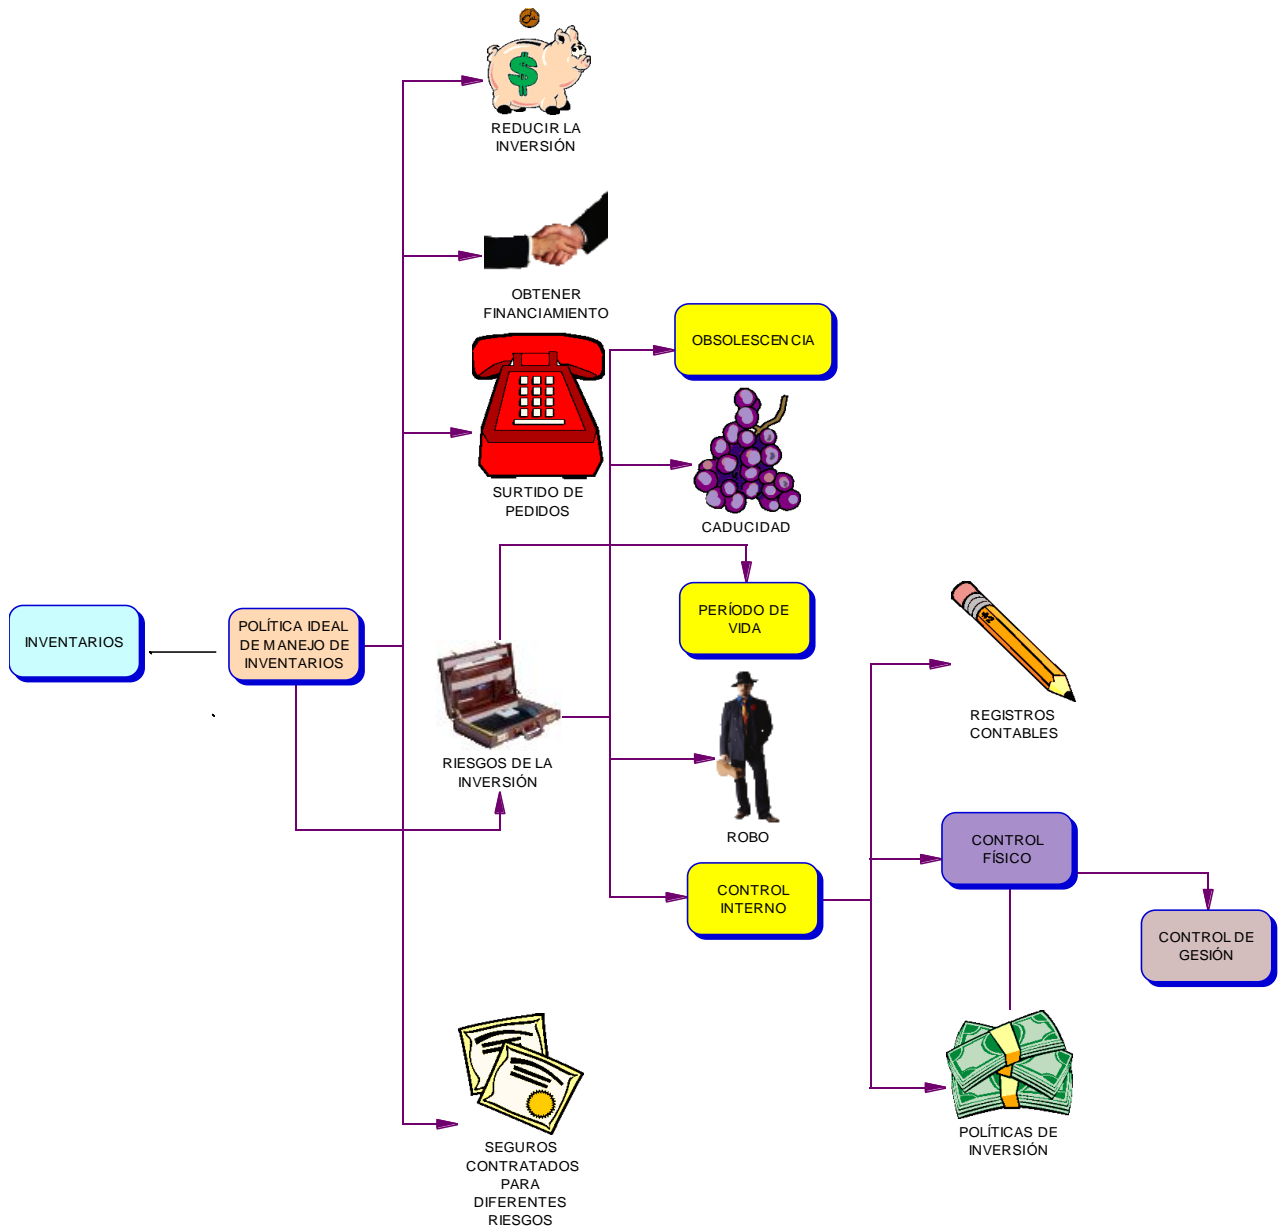 REDUCIR LA
INVERSIÓN
OBTENER
FINANCIAMIENTO
OBSOLESCENCIA
SURTIDO DE
PEDIDOS
CADUCIDAD
INVENTARIOS
POLÍTICA IDEAL
DE MANEJO DE
INVENTARIOS
PERÍODO DE
VIDA
RIESGOS DE LA
INVERSIÓN
REGISTROS
CONTABLES
ROBO
CONTROL
FÍSICO
CONTROL
INTERNO
CONTROL DE
GESIÓN
POLÍTICAS DE
INVERSIÓN
SEGUROS
CONTRATADOS
PARA
DIFERENTES
RIESGOS